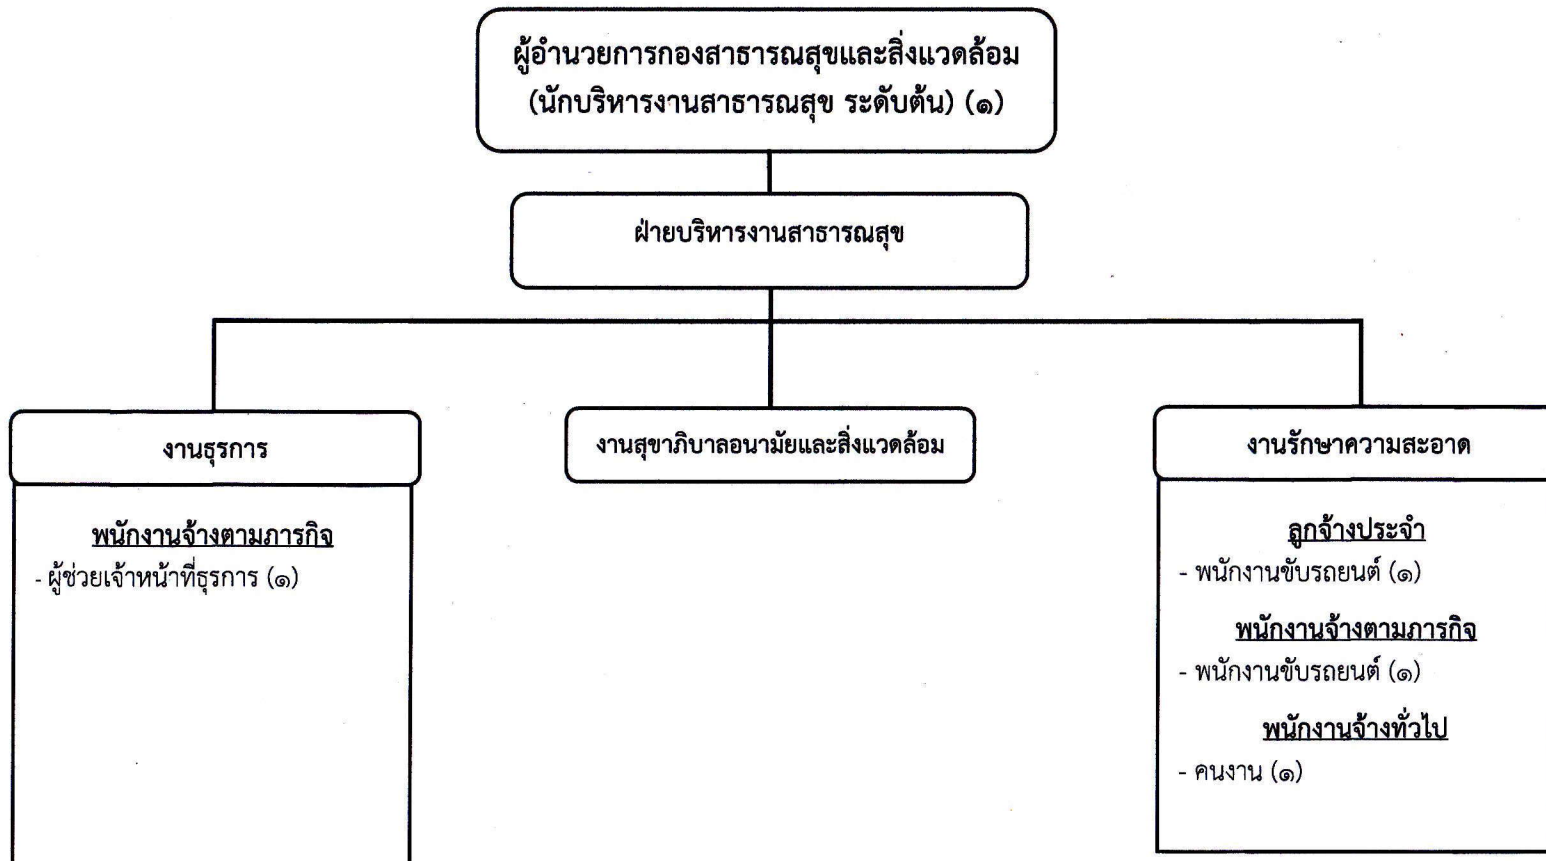 ผู้อำนวยการกองสาธารณสุขและสิ่งแวดล้อม
(นักบริหารงานสาธารณสุข ระดับต้น) (๑)
ฝ่ายบริหารงานสาธารณสุข
งานธุรการ
พนักงานจ้างตามภารกิจ
- ผู้ช่วยเจ้าหน้าที่ธุรการ (๑)
งานสุขาภิบาลอนามัยและสิ่งแวดล้อม
งานรักษาความสะอาด
ลูกจ้างประจำ
- พนักงานขับรถยนต์ (๑)
พนักงานจ้างตามภารกิจ
- พนักงานขับรถยนต์ (๑)
พนักงานจ้างทั่วไป
- คนงาน (๑)